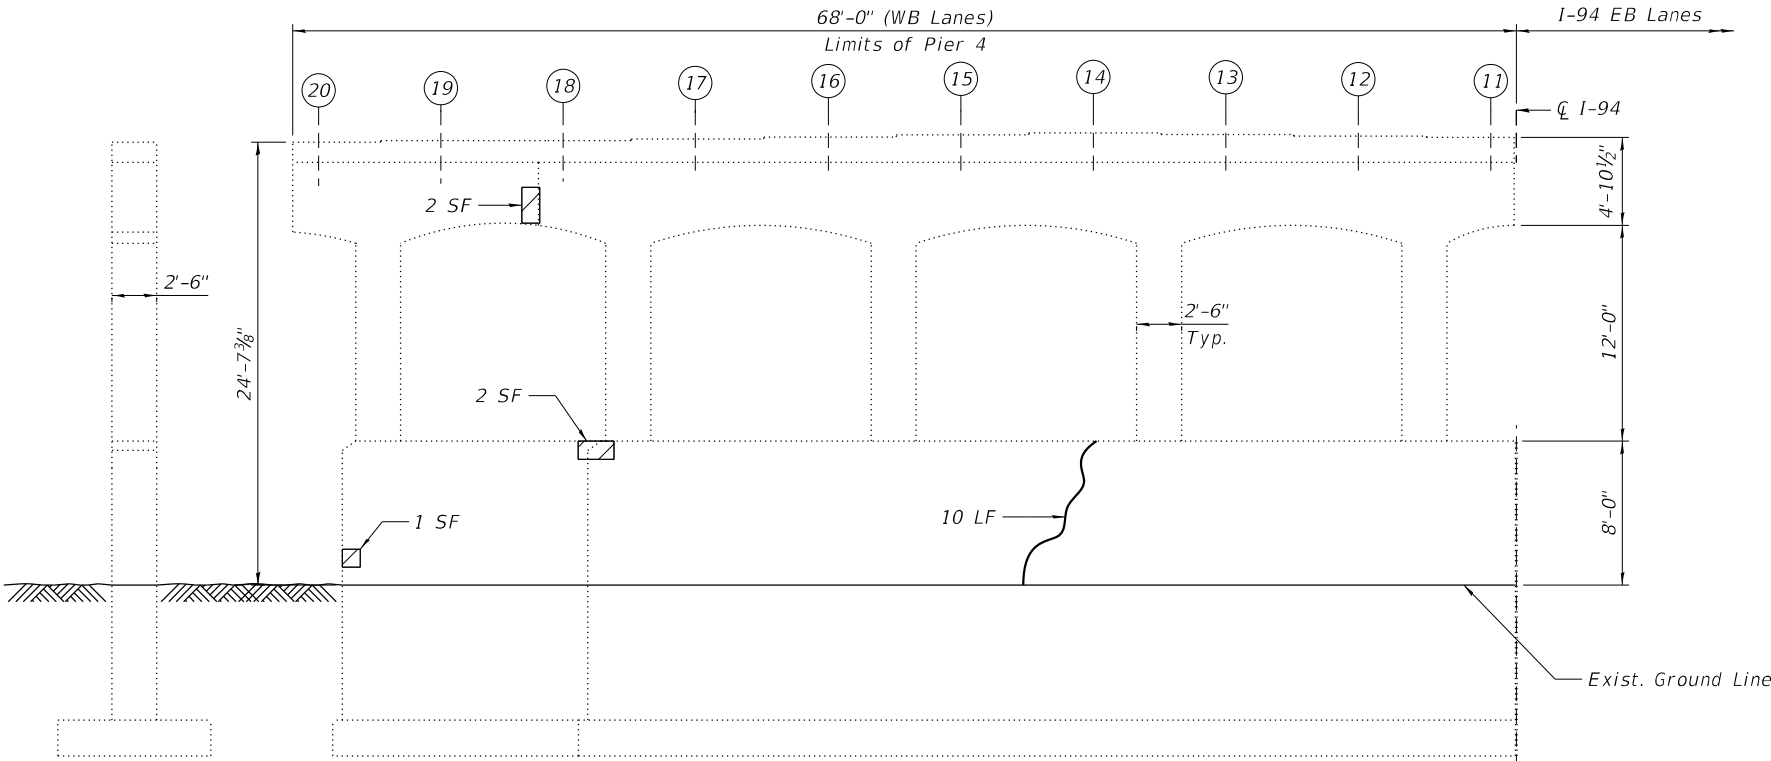 68'-0" (WB Lanes)
I-94 EB Lanes
Limits of Pier 4
20
19
18
17
16
15
14
13
12
11
℄ I-94
2 SF
4'-10½"
2'-6"
24'-7⅜"
2'-6"
Typ.
12'-0"
2 SF
1 SF
10 LF
8'-0"
Exist. Ground Line